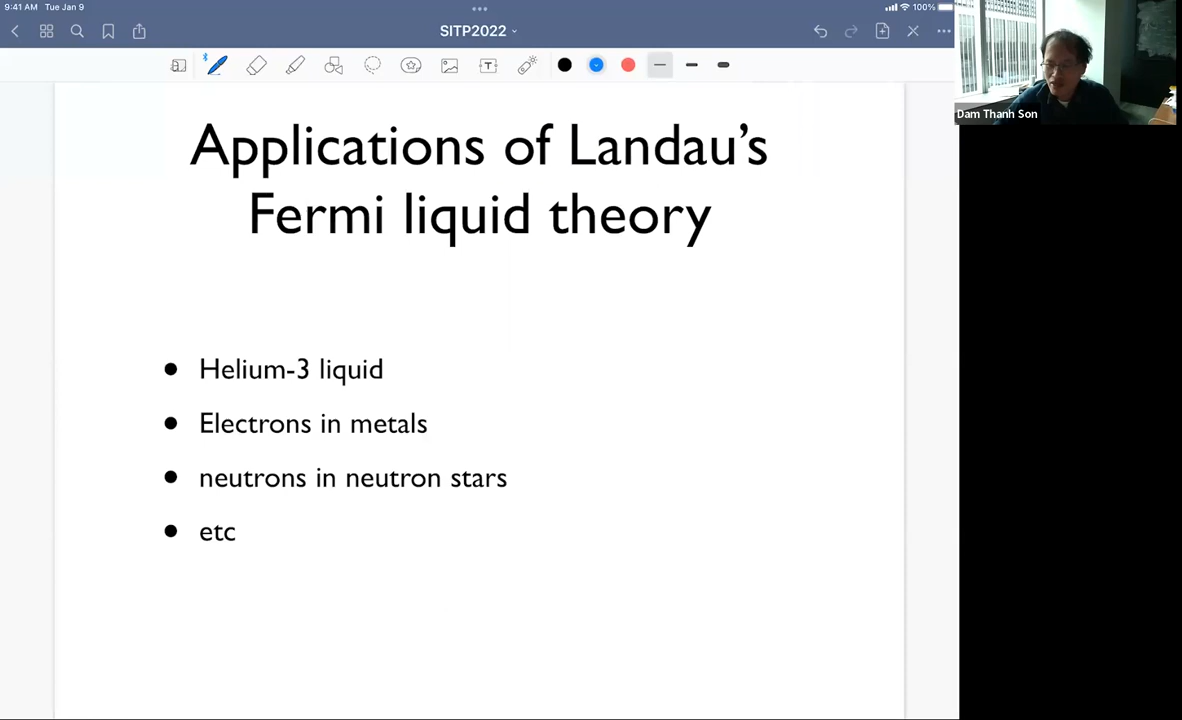 9:41 AM Tue Jan 9
100%
SITP2022
T
Dam Thanh Son
Applications of Landau's
Fermi liquid theory
• Helium-3 liquid
• Electrons in metals
• neutrons in neutron stars
• etc